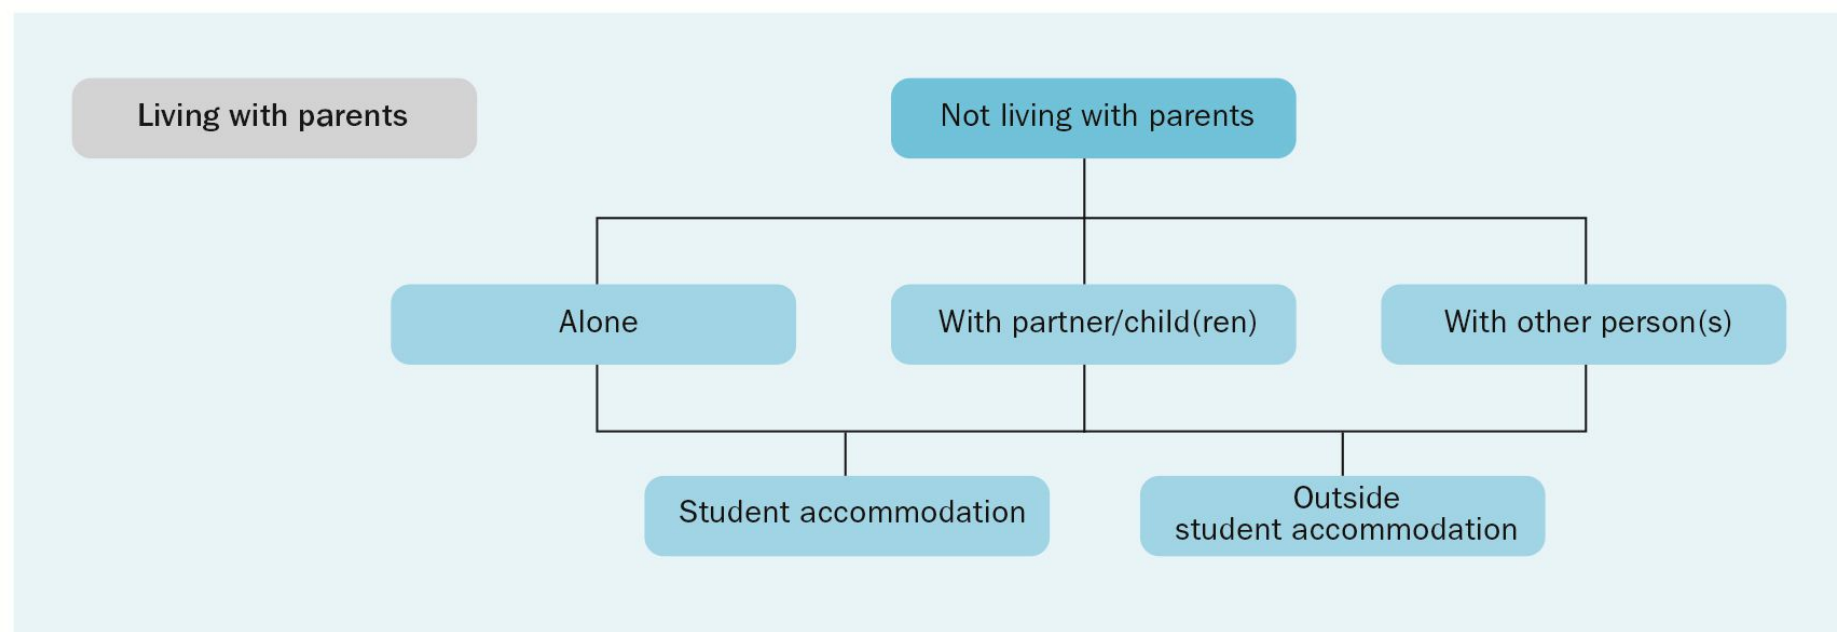 Living with parents
Not living with parents
Alone
With partner/child(ren)
With other person(s)
Student accommodation
Outside
student accommodation